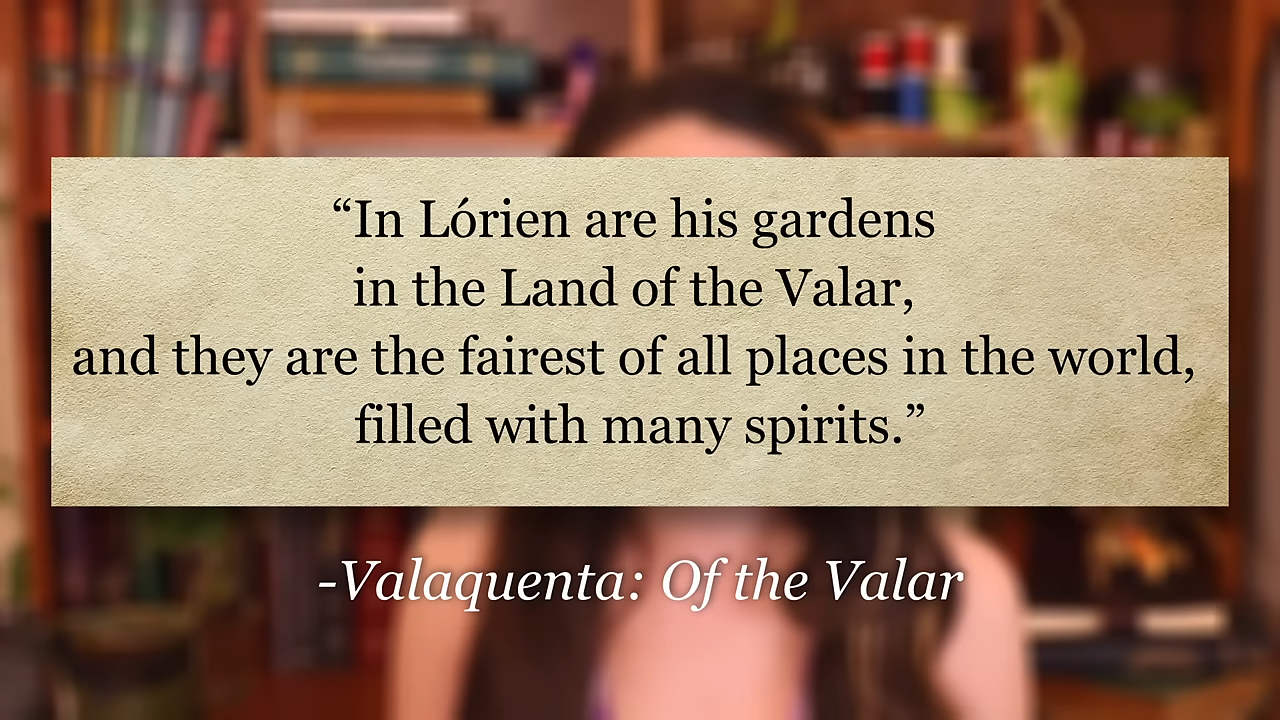 “In Lórien are his gardens
in the Land of the Valar,
and they are the fairest of all places in the world,
filled with many spirits.”
-Valaquenta: Of the Valar